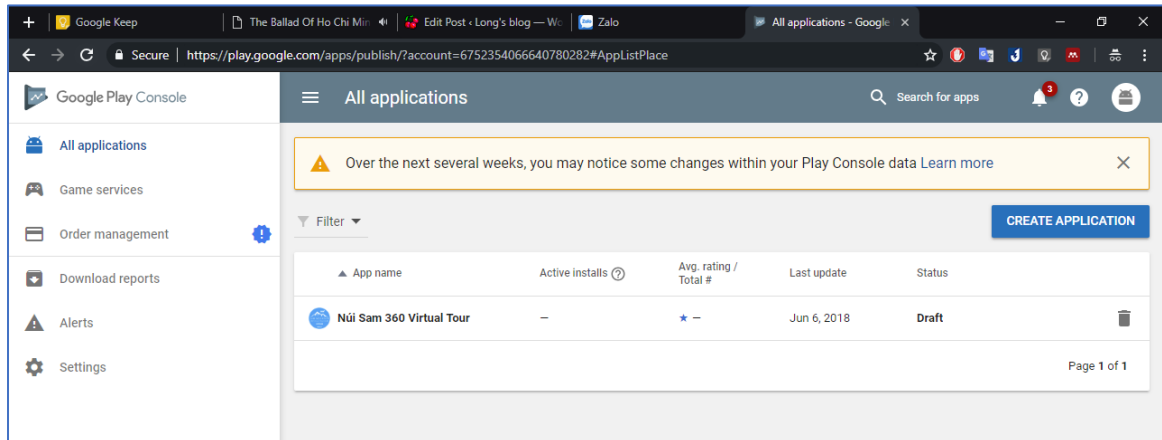 Google Keep
The Ballad Of Ho Chi Min
Edit Post ‹ Long's blog — Wo
Zalo
All applications - Google
Secure | https://play.google.com/apps/publish/?account=6752354066640780282#AppListPlace
Google Play Console
All applications
Search for apps
3
All applications
Game services
Order management
Download reports
Alerts
Settings
Over the next several weeks, you may notice some changes within your Play Console data Learn more
Filter
CREATE APPLICATION
App name
Active installs
Avg. rating /
Total #
Last update
Status
Núi Sam 360 Virtual Tour
–
★ –
Jun 6, 2018
Draft
Page 1 of 1